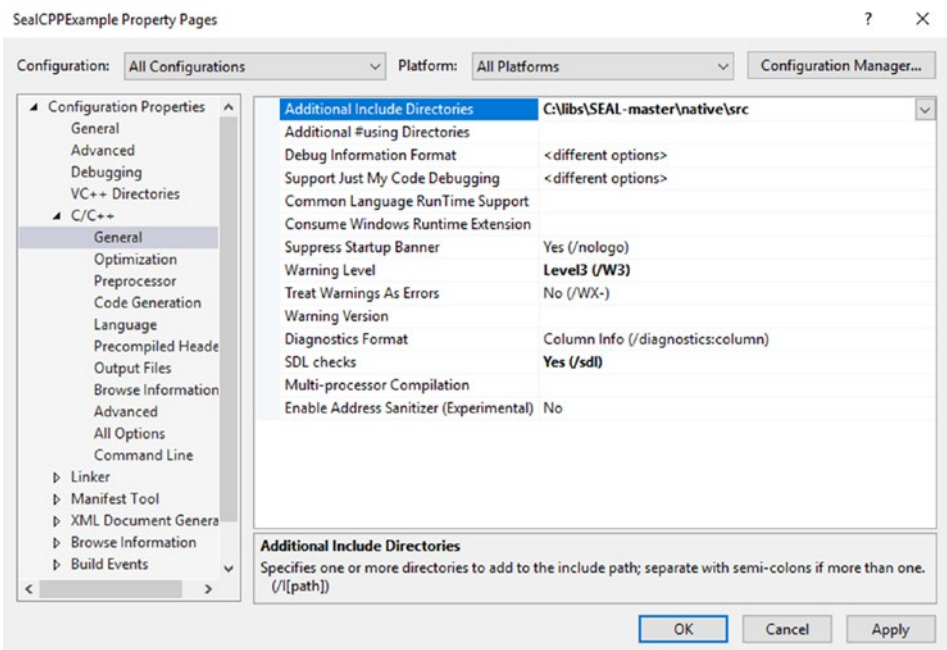 SealCPPExample Property Pages
? ×
Configuration: All Configurations Platform: All Platforms Configuration Manager...
Configuration Properties
General
Advanced
Debugging
VC++ Directories
C/C++
General
Optimization
Preprocessor
Code Generation
Language
Precompiled Heade
Output Files
Browse Information
Advanced
All Options
Command Line
Linker
Manifest Tool
XML Document Genera
Browse Information
Build Events
Additional Include Directories C:\libs\SEAL-master\native\src
Additional #using Directories
Debug Information Format <different options>
Support Just My Code Debugging <different options>
Common Language RunTime Support
Consume Windows Runtime Extension
Suppress Startup Banner Yes (/nologo)
Warning Level Level3 (/W3)
Treat Warnings As Errors No (/WX-)
Warning Version
Diagnostics Format Column Info (/diagnostics:column)
SDL checks Yes (/sdl)
Multi-processor Compilation
Enable Address Sanitizer (Experimental) No
Additional Include Directories
Specifies one or more directories to add to the include path; separate with semi-colons if more than one.
(/I[path])
OK Cancel Apply